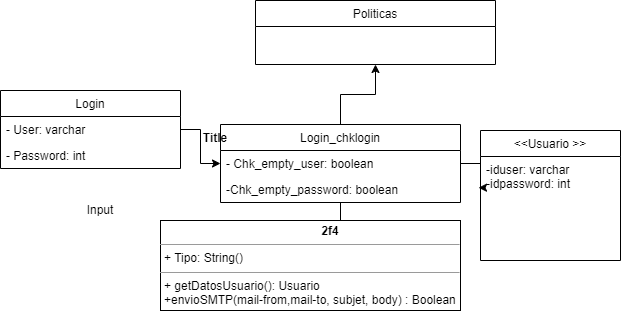 Politicas
Login
- User: varchar
- Password: int
Title
Login_chklogin
- Chk_empty_user: boolean
-Chk_empty_password: boolean
<<Usuario >>
-iduser: varchar
-idpassword: int
Input
2f4
+ Tipo: String()
+ getDatosUsuario(): Usuario
+envioSMTP(mail-from,mail-to, subjet, body) : Boolean